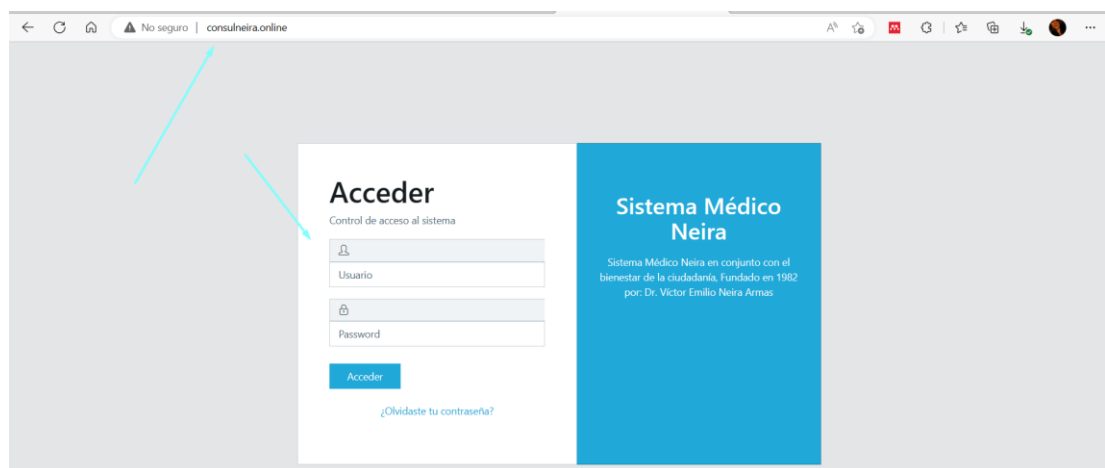 No seguro | consulneira.online
Acceder
Control de acceso al sistema
Usuario
Password
Acceder
¿Olvidaste tu contraseña?
Sistema Médico
Neira
Sistema Médico Neira en conjunto con el
bienestar de la ciudadanía, Fundado en 1982
por: Dr. Víctor Emilio Neira Armas